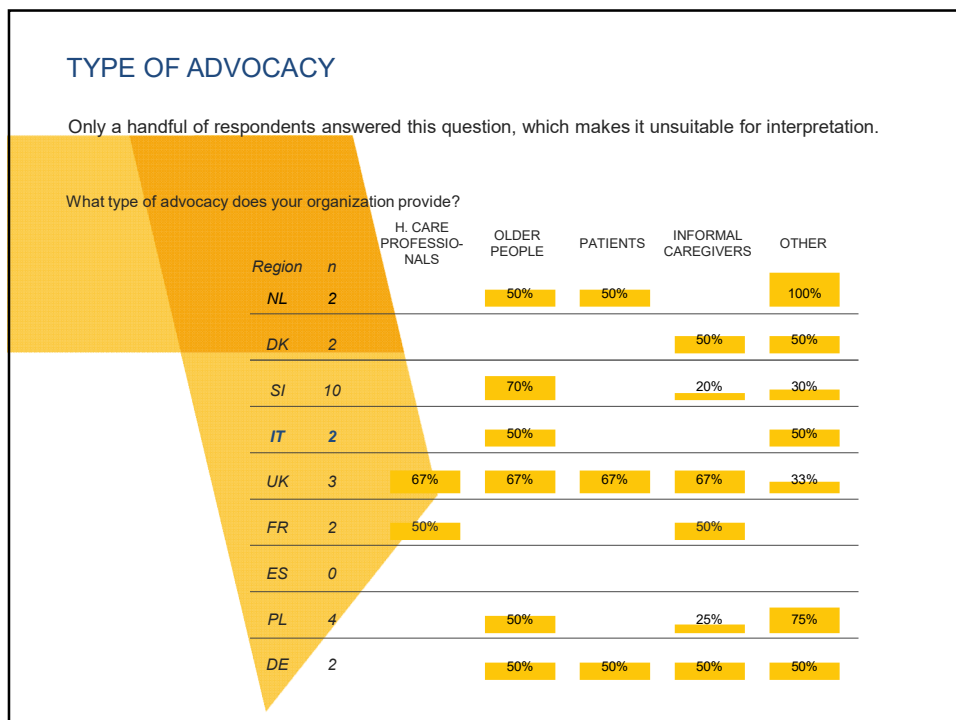 TYPE OF ADVOCACY
Only a handful of respondents answered this question, which makes it unsuitable for interpretation.
What type of advocacy does your organization provide?
Region n H. CARE PROFESSIO-NALS OLDER PEOPLE PATIENTS INFORMAL CAREGIVERS OTHER
NL 2 50% 50% 100%
DK 2 50% 50%
SI 10 70% 20% 30%
IT 2 50% 50%
UK 3 67% 67% 67% 67% 33%
FR 2 50% 50%
ES 0
PL 4 50% 25% 75%
DE 2 50% 50% 50% 50%